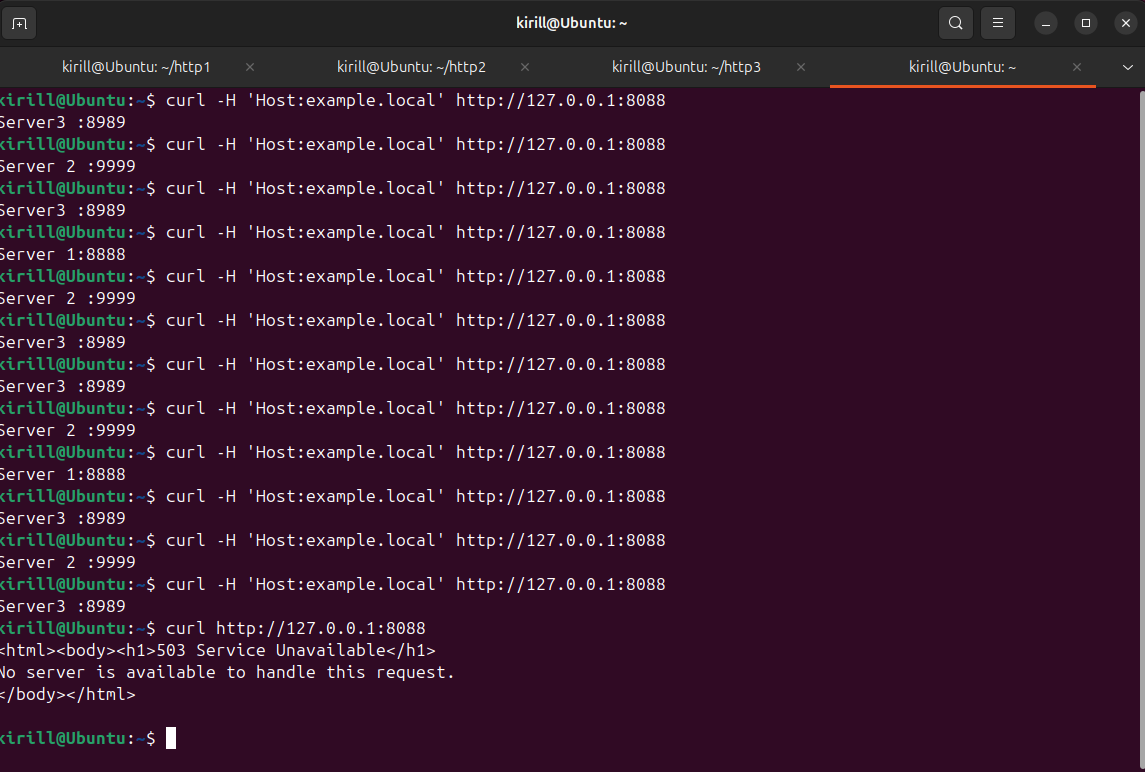 kirill@Ubuntu: ~
kirill@Ubuntu: ~/http1
kirill@Ubuntu: ~/http2
kirill@Ubuntu: ~/http3
kirill@Ubuntu: ~
kirill@Ubuntu:~$ curl -H 'Host:example.local' http://127.0.0.1:8088
Server3 :8989
kirill@Ubuntu:~$ curl -H 'Host:example.local' http://127.0.0.1:8088
Server 2 :9999
kirill@Ubuntu:~$ curl -H 'Host:example.local' http://127.0.0.1:8088
Server3 :8989
kirill@Ubuntu:~$ curl -H 'Host:example.local' http://127.0.0.1:8088
Server 1:8888
kirill@Ubuntu:~$ curl -H 'Host:example.local' http://127.0.0.1:8088
Server 2 :9999
kirill@Ubuntu:~$ curl -H 'Host:example.local' http://127.0.0.1:8088
Server3 :8989
kirill@Ubuntu:~$ curl -H 'Host:example.local' http://127.0.0.1:8088
Server3 :8989
kirill@Ubuntu:~$ curl -H 'Host:example.local' http://127.0.0.1:8088
Server 2 :9999
kirill@Ubuntu:~$ curl -H 'Host:example.local' http://127.0.0.1:8088
Server 1:8888
kirill@Ubuntu:~$ curl -H 'Host:example.local' http://127.0.0.1:8088
Server3 :8989
kirill@Ubuntu:~$ curl -H 'Host:example.local' http://127.0.0.1:8088
Server 2 :9999
kirill@Ubuntu:~$ curl -H 'Host:example.local' http://127.0.0.1:8088
Server3 :8989
kirill@Ubuntu:~$ curl http://127.0.0.1:8088
<html><body><h1>503 Service Unavailable</h1>
No server is available to handle this request.
</body></html>
kirill@Ubuntu:~$